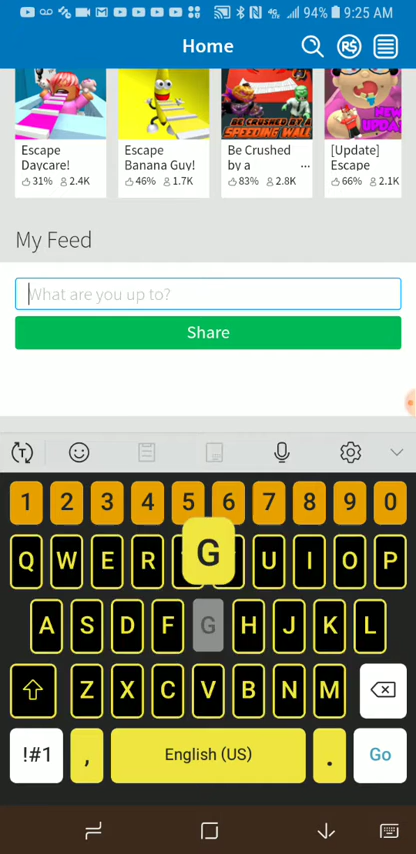 94% 9:25 AM
Home
R$
BE CRUSHED BY A
SPEEDING WALL
NEW
Escape
Daycare!
31% 2.4K
Escape
Banana Guy!
46% 1.7K
Be Crushed
by a ...
83% 2.8K
[Update]
Escape
66% 2.1K
My Feed
What are you up to?
Share
T
1 2 3 4 5 6 7 8 9 0
G
Q W E R U I O P
A S D F G H J K L
Z X C V B N M
!#1 , English (US) . Go